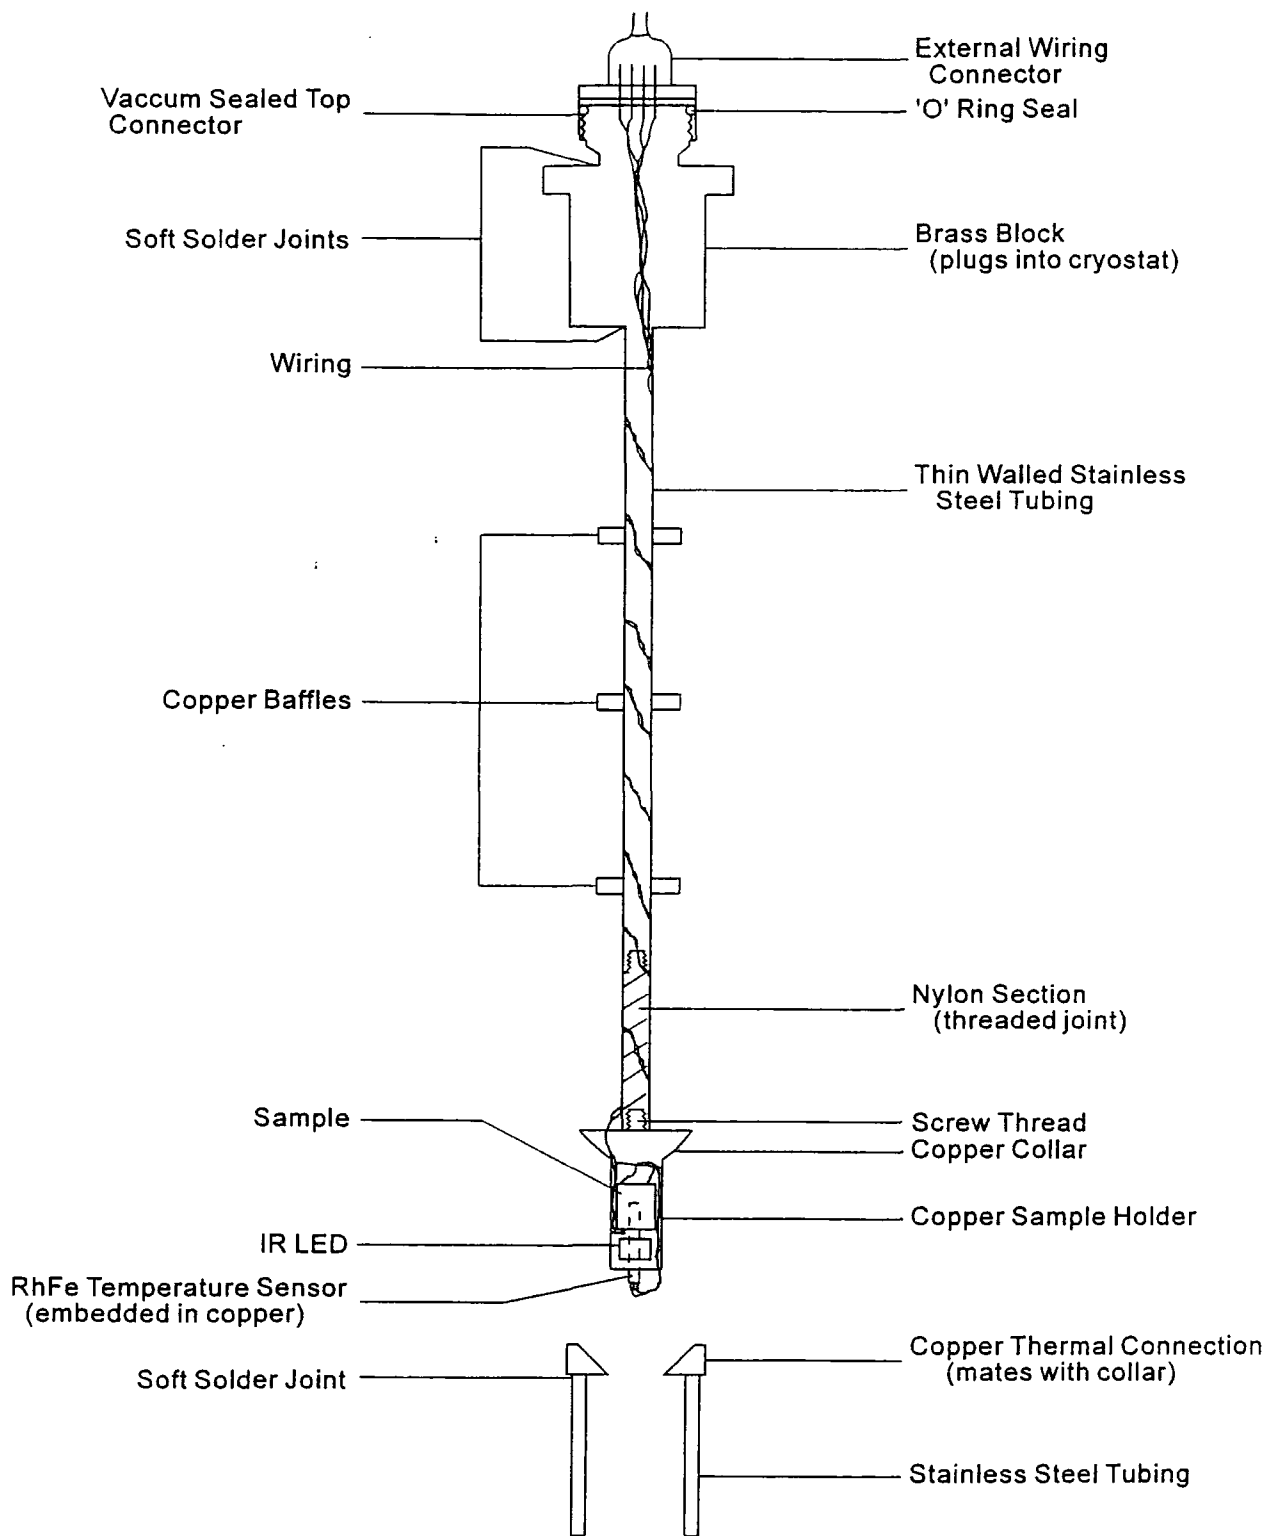 External Wiring
Connector
Vaccum Sealed Top
Connector
'O' Ring Seal
Soft Solder Joints
Brass Block
(plugs into cryostat)
Wiring
Thin Walled Stainless
Steel Tubing
Copper Baffles
Nylon Section
(threaded joint)
Sample
Screw Thread
Copper Collar
Copper Sample Holder
IR LED
RhFe Temperature Sensor
(embedded in copper)
Copper Thermal Connection
(mates with collar)
Soft Solder Joint
Stainless Steel Tubing